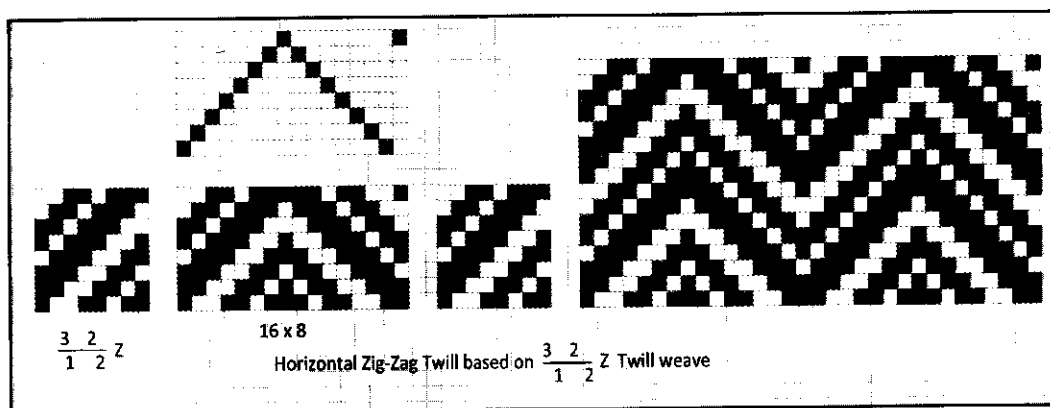 16 x 8
3 2
1 2 Z
Horizontal Zig-Zag Twill based on 3 2 Z Twill weave
1 2